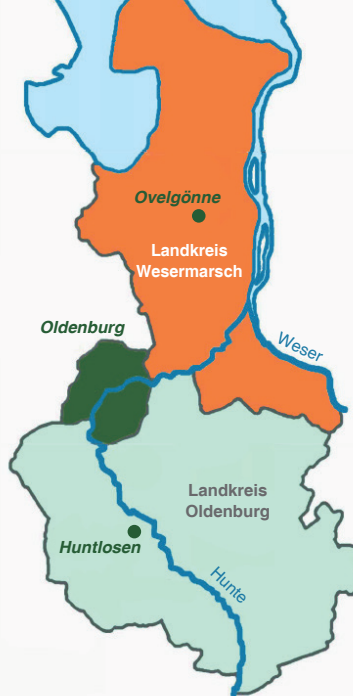 Ovelgönne
Landkreis
Wesermarsch
Oldenburg
Weser
Landkreis
Oldenburg
Huntlosen
Hunte